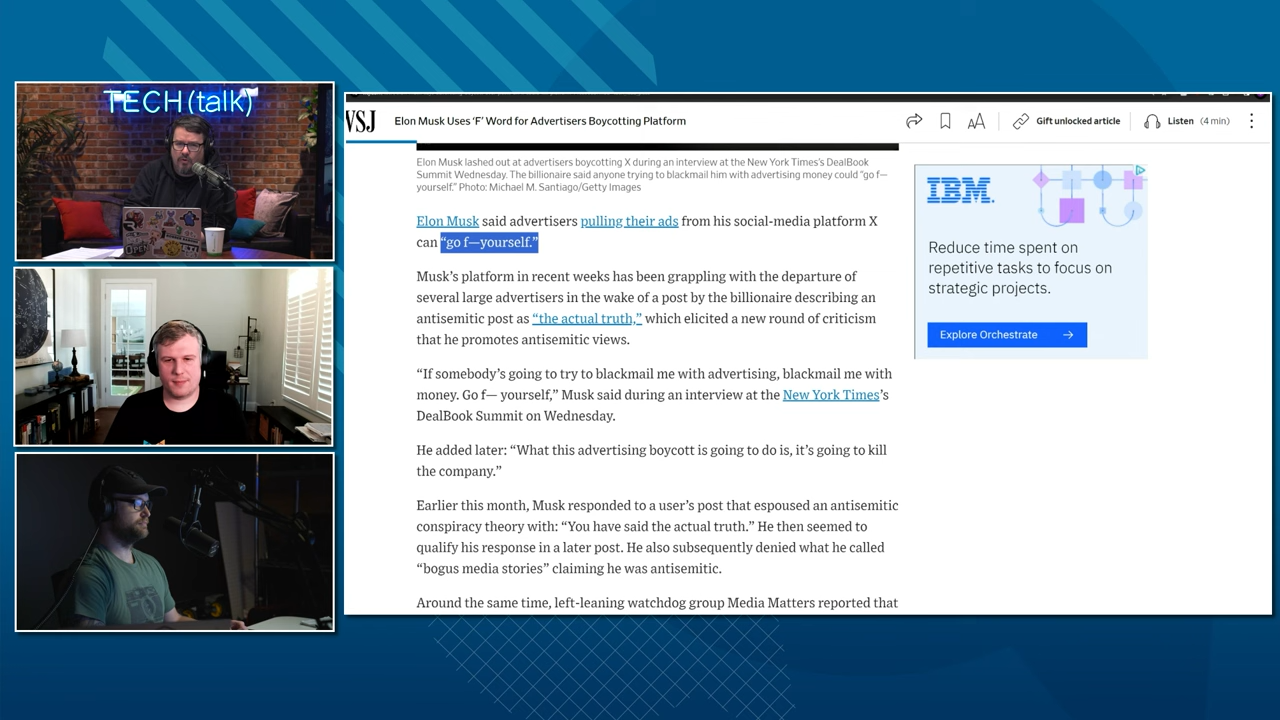 TECH(talk)
OPEN
WSJ
Elon Musk Uses ‘F’ Word for Advertisers Boycotting Platform
AA
Gift unlocked article
Listen (4 min)
Elon Musk lashed out at advertisers boycotting X during an interview at the New York Times’s DealBook
Summit Wednesday. The billionaire said anyone trying to blackmail him with advertising money could “go f—
yourself.” Photo: Michael M. Santiago/Getty Images
Elon Musk said advertisers pulling their ads from his social-media platform X
can “go f—yourself.”
Musk’s platform in recent weeks has been grappling with the departure of
several large advertisers in the wake of a post by the billionaire describing an
antisemitic post as “the actual truth,” which elicited a new round of criticism
that he promotes antisemitic views.
“If somebody’s going to try to blackmail me with advertising, blackmail me with
money. Go f— yourself,” Musk said during an interview at the New York Times’s
DealBook Summit on Wednesday.
He added later: “What this advertising boycott is going to do is, it’s going to kill
the company.”
Earlier this month, Musk responded to a user’s post that espoused an antisemitic
conspiracy theory with: “You have said the actual truth.” He then seemed to
qualify his response in a later post. He also subsequently denied what he called
“bogus media stories” claiming he was antisemitic.
Around the same time, left-leaning watchdog group Media Matters reported that
IBM.
Reduce time spent on
repetitive tasks to focus on
strategic projects.
Explore Orchestrate →